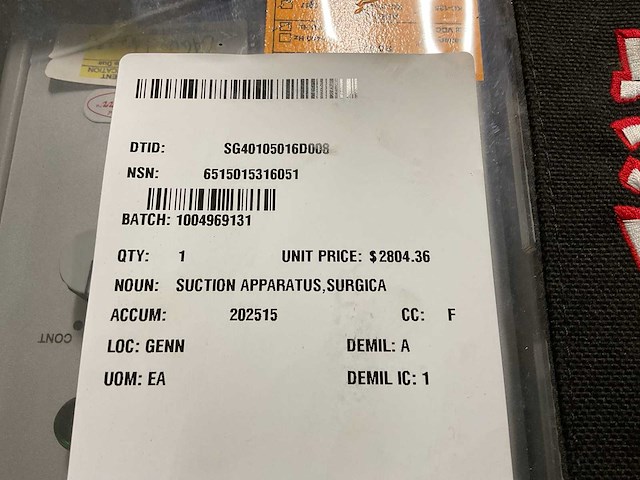 DTID: SG40105016D008
NSN: 6515015316051
BATCH: 1004969131
QTY: 1 UNIT PRICE: $2804.36
NOUN: SUCTION APPARATUS,SURGICA
ACCUM: 202515 CC: F
LOC: GENN DEMIL: A
UOM: EA DEMIL IC: 1
CONT